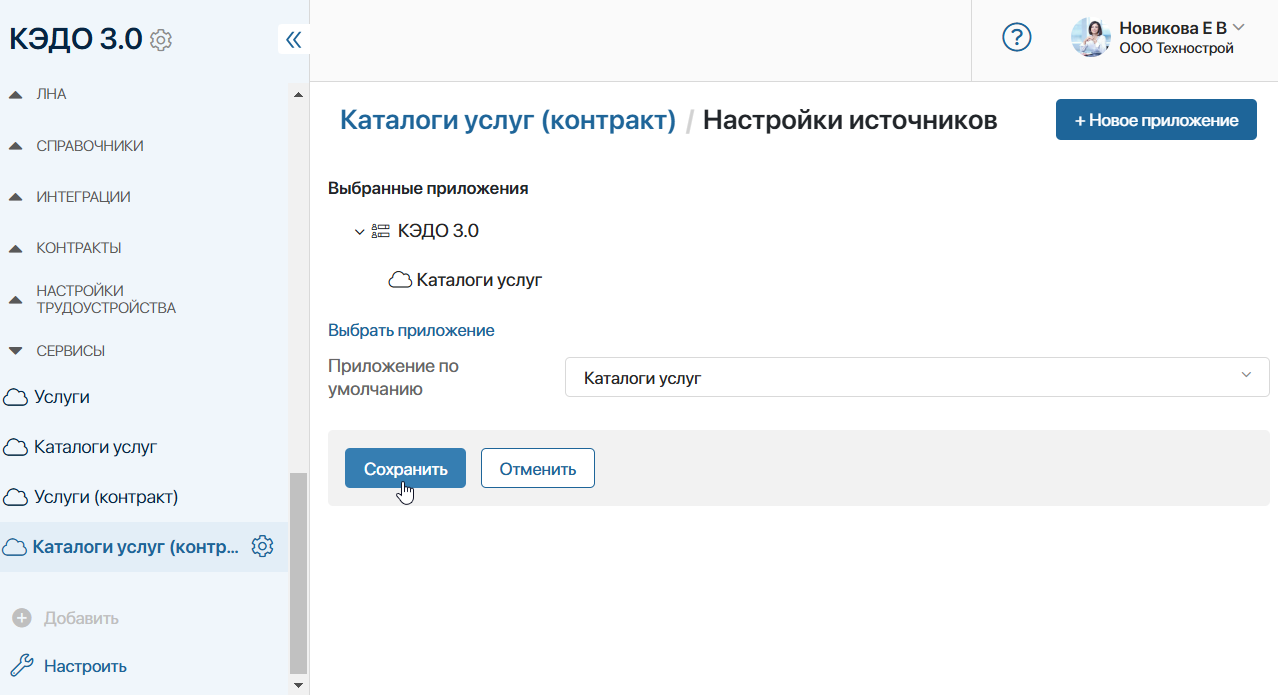 КЭДО 3.0
ЛНА
СПРАВОЧНИКИ
ИНТЕГРАЦИИ
КОНТРАКТЫ
НАСТРОЙКИ
ТРУДОУСТРОЙСТВА
СЕРВИСЫ
Услуги
Каталоги услуг
Услуги (контракт)
Каталоги услуг (контр...
Добавить
Настроить
?
Новикова Е В
ООО Технострой
Каталоги услуг (контракт) / Настройки источников
+ Новое приложение
Выбранные приложения
КЭДО 3.0
Каталоги услуг
Выбрать приложение
Приложение по
умолчанию
Каталоги услуг
Сохранить
Отменить